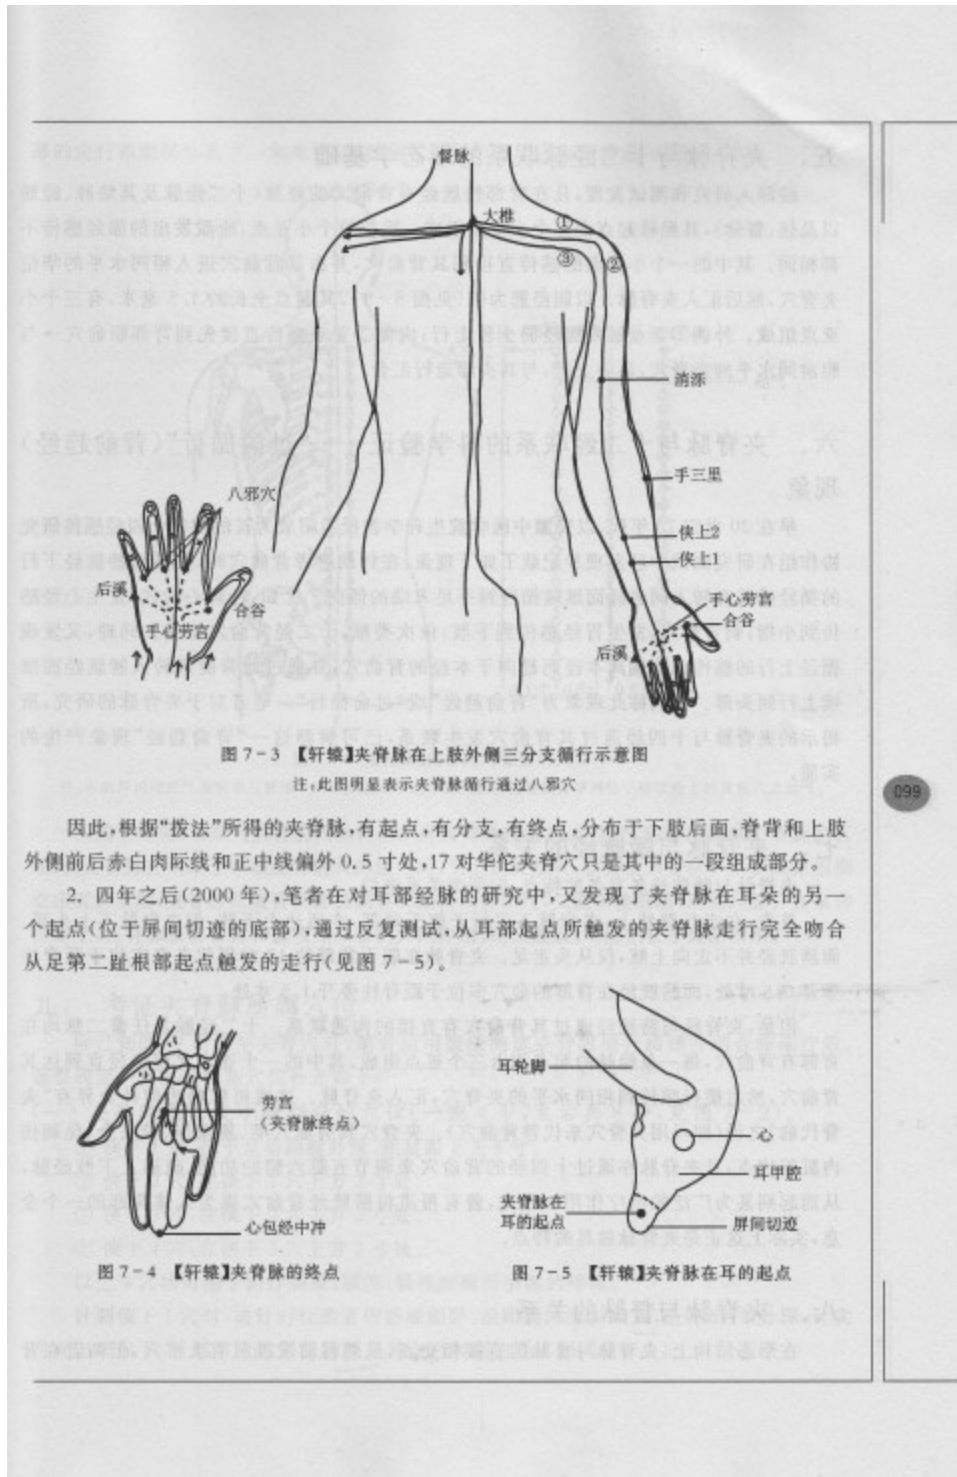 督脉
大椎
①
②
③
消泺
手三里
侠上2
侠上1
八邪穴
后溪
合谷
手心劳宫
手心劳宫
合谷
后溪
图7-3 【轩辕】夹脊脉在上肢外侧三分支循行示意图
注:此图明显表示夹脊脉循行通过八邪穴
099
因此,根据“拨法”所得的夹脊脉,有起点,有分支,有终点,分布于下肢后面,脊背和上肢
外侧前后赤白肉际线和正中线偏外0.5寸处,17对华佗夹脊穴只是其中的一段组成部分。
2. 四年之后(2000年),笔者在对耳部经脉的研究中,又发现了夹脊脉在耳朵的另一
个起点(位于屏间切迹的底部),通过反复测试,从耳部起点所触发的夹脊脉走行完全吻合
从足第二趾根部起点触发的走行(见图7-5)。
劳宫
(夹脊脉终点)
心包经中冲
图7-4 【轩辕】夹脊脉的终点
耳轮脚
心
耳甲腔
夹脊脉在
耳的起点
屏间切迹
图7-5 【轩辕】夹脊脉在耳的起点